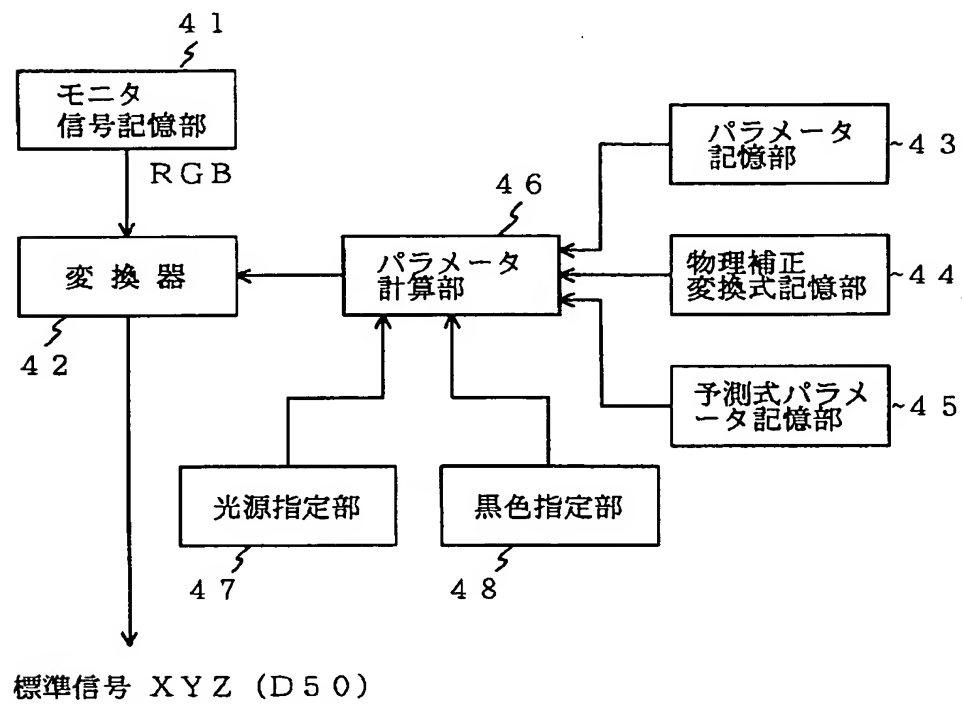 ４１
モニタ
信号記憶部
ＲＧＢ
変換器
４２
４６
パラメータ
計算部
パラメータ
記憶部
~４３
物理補正
変換式記憶部
~４４
予測式パラメ
ータ記憶部
~４５
光源指定部
４７
黒色指定部
４８
標準信号 ＸＹＺ（Ｄ５０）